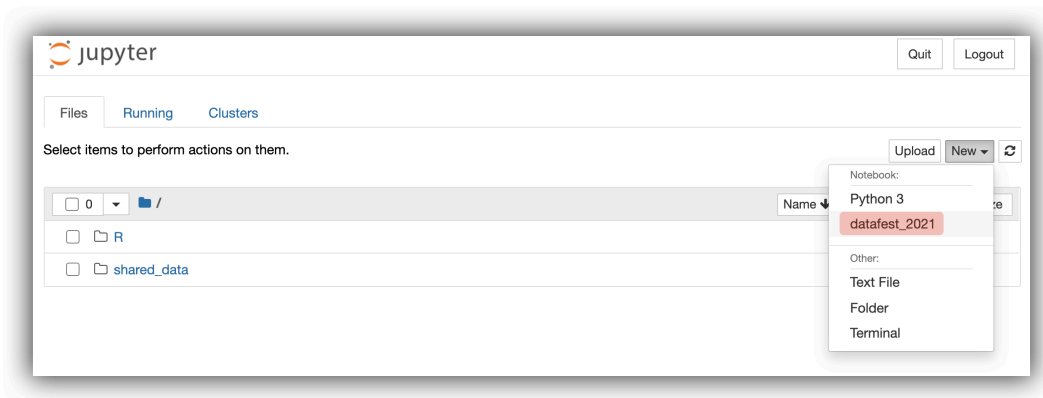 jupyter
Quit Logout
Files Running Clusters
Select items to perform actions on them.
Upload New
Notebook:
Python 3
datafest_2021
Other:
Text File
Folder
Terminal
0 / Name
R
shared_data